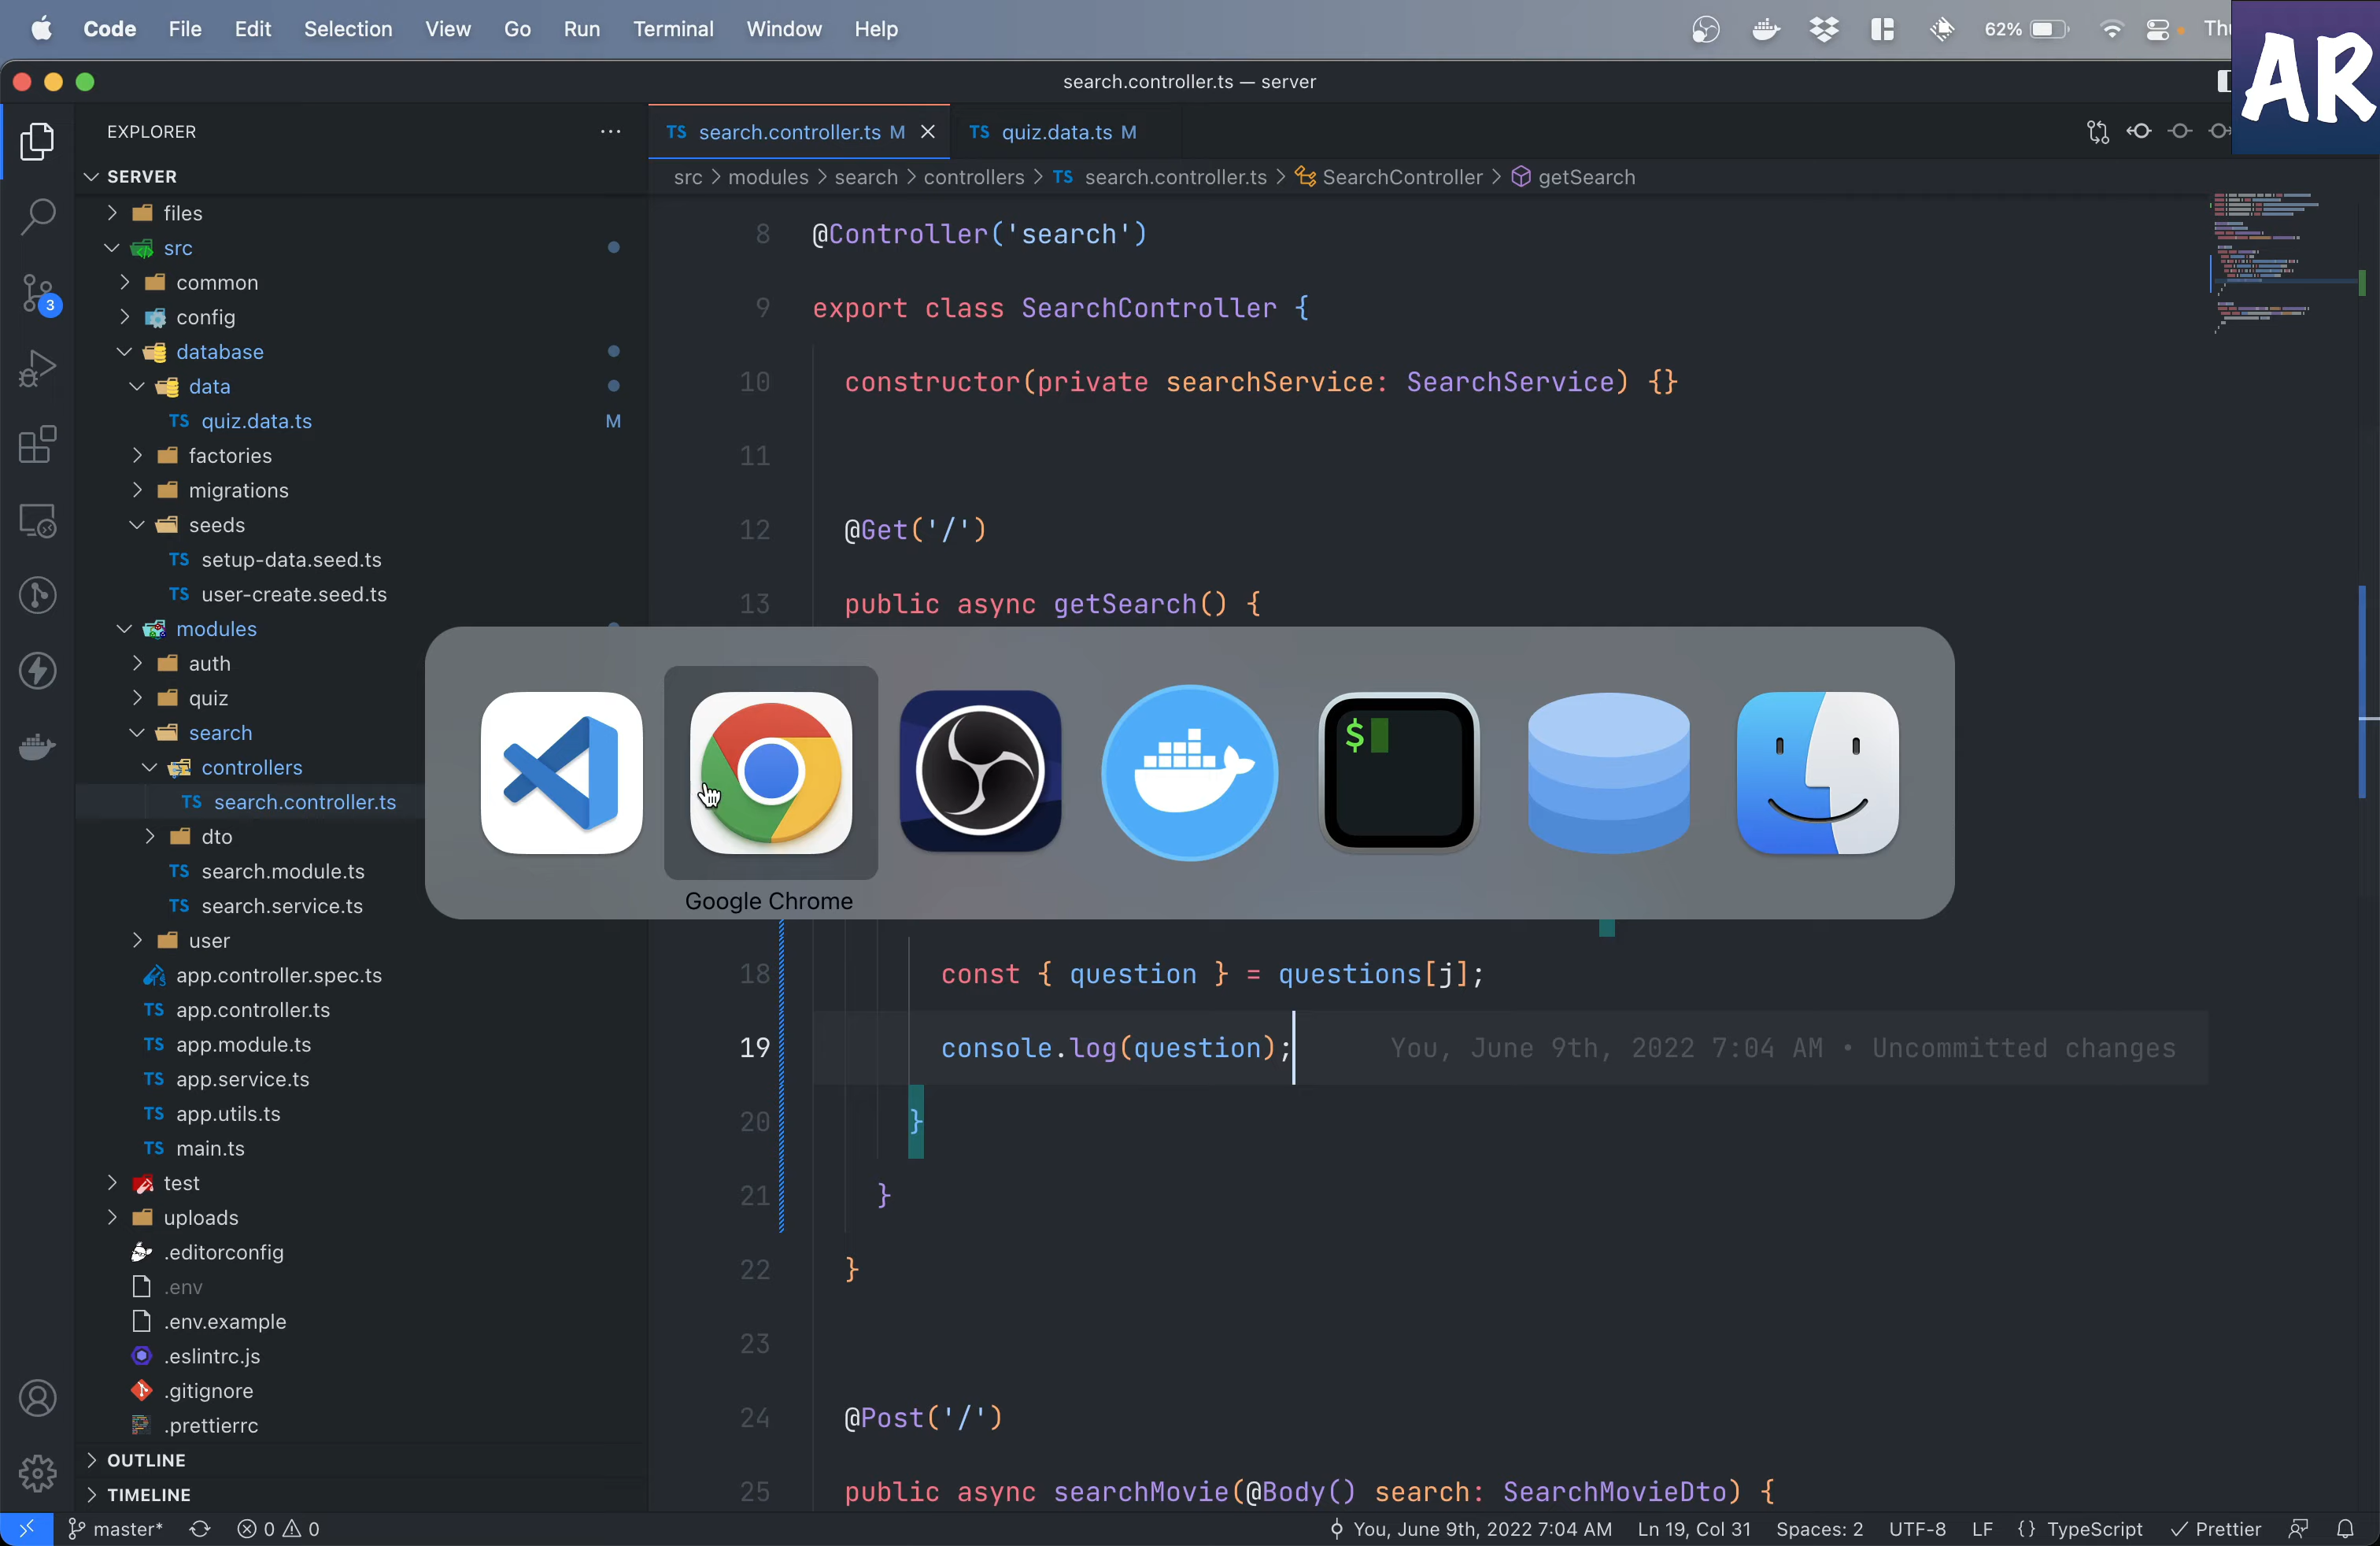 Code File Edit Selection View Go Run Terminal Window Help 62%
AR
search.controller.ts — server
EXPLORER
SERVER
files
src
common
config
database
data
TS quiz.data.ts M
factories
migrations
seeds
TS setup-data.seed.ts
TS user-create.seed.ts
modules
auth
quiz
search
controllers
TS search.controller.ts
dto
TS search.module.ts
TS search.service.ts
user
app.controller.spec.ts
TS app.controller.ts
TS app.module.ts
TS app.service.ts
TS app.utils.ts
TS main.ts
test
uploads
.editorconfig
.env
.env.example
.eslintrc.js
.gitignore
.prettierrc
OUTLINE
TIMELINE
3
TS search.controller.ts M TS quiz.data.ts M
src > modules > search > controllers > TS search.controller.ts > SearchController > getSearch
8 @Controller('search')
9 export class SearchController {
10 constructor(private searchService: SearchService) {}
11
12 @Get('/')
13 public async getSearch() {
$
Google Chrome
18 const { question } = questions[j];
19 console.log(question); You, June 9th, 2022 7:04 AM • Uncommitted changes
20 }
21 }
22 }
23
24 @Post('/')
25 public async searchMovie(@Body() search: SearchMovieDto) {
master* 0 0 You, June 9th, 2022 7:04 AM Ln 19, Col 31 Spaces: 2 UTF-8 LF {} TypeScript Prettier